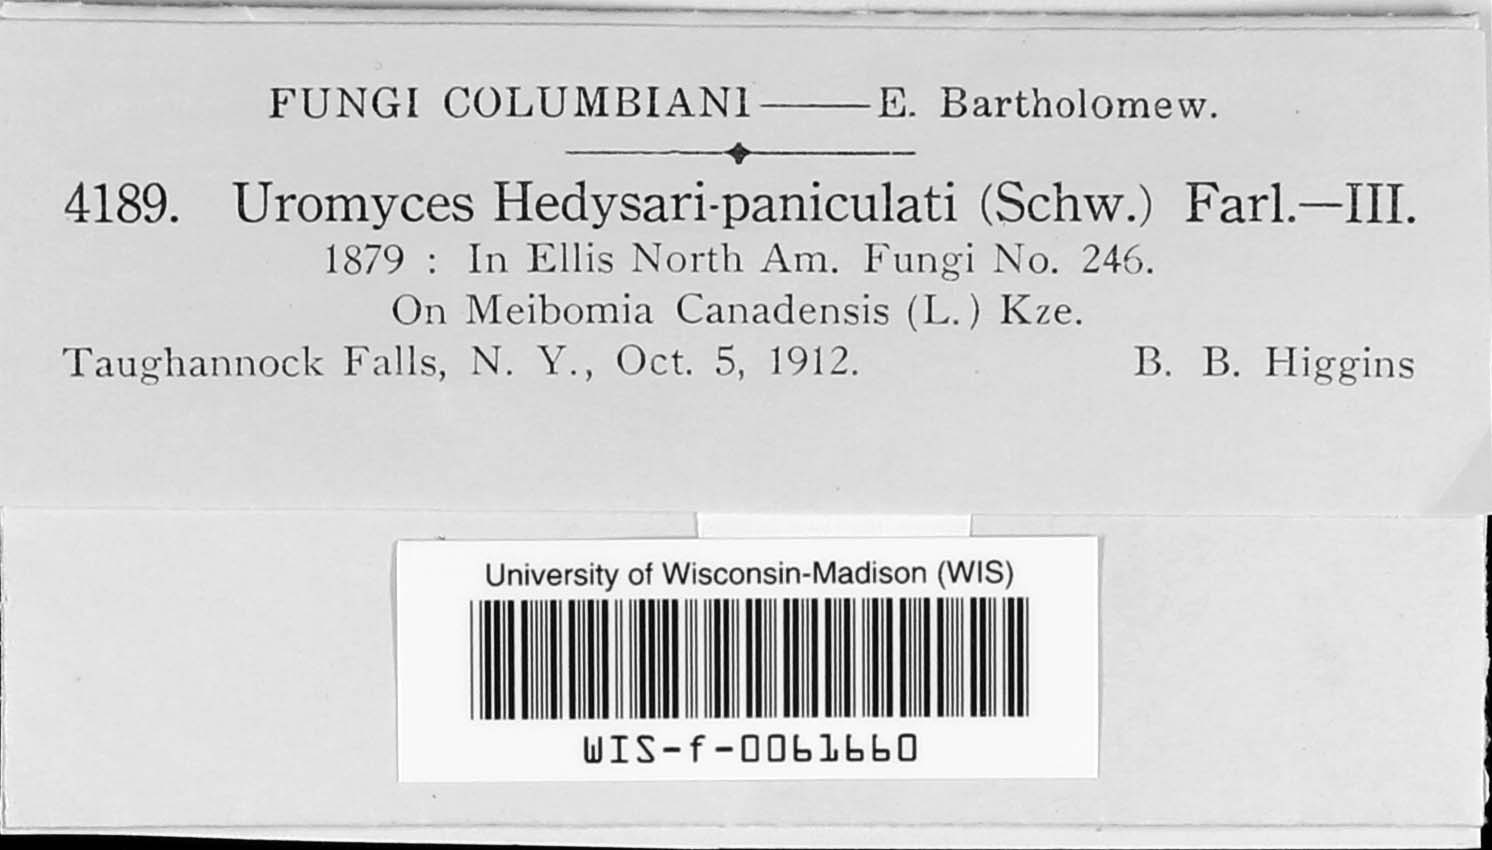 FUNGI COLUMBIANI——E. Bartholomew.
4189. Uromyces Hedysari-paniculati (Schw.) Farl.—III.
1879 : In Ellis North Am. Fungi No. 246.
On Meibomia Canadensis (L.) Kze.
Taughannock Falls, N. Y., Oct. 5, 1912. B. B. Higgins
University of Wisconsin-Madison (WIS)
WIS-f-0061660